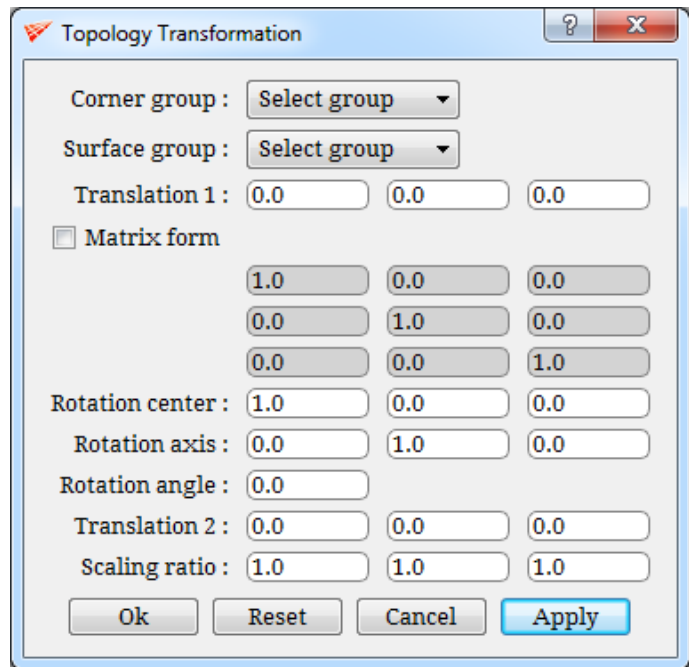 Topology Transformation ? X
Corner group : Select group
Surface group : Select group
Translation 1 : 0.0 0.0 0.0
Matrix form
1.0 0.0 0.0
0.0 1.0 0.0
0.0 0.0 1.0
Rotation center : 1.0 0.0 0.0
Rotation axis : 0.0 1.0 0.0
Rotation angle : 0.0
Translation 2 : 0.0 0.0 0.0
Scaling ratio : 1.0 1.0 1.0
Ok Reset Cancel Apply